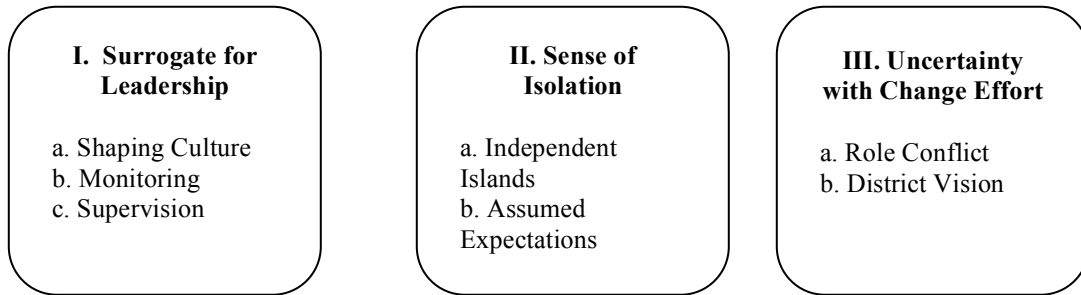 I. Surrogate for
Leadership
a. Shaping Culture
b. Monitoring
c. Supervision
II. Sense of
Isolation
a. Independent
Islands
b. Assumed
Expectations
III. Uncertainty
with Change Effort
a. Role Conflict
b. District Vision